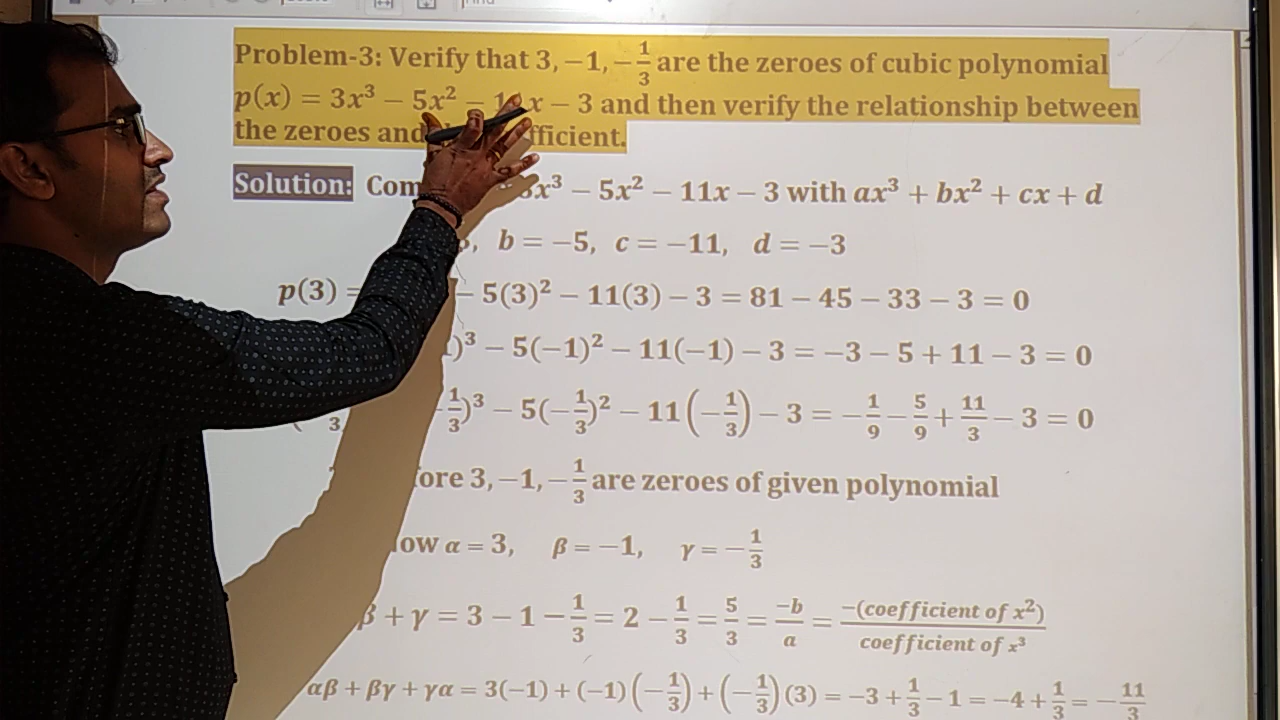 Problem-3: Verify that 3, −1, −1/3 are the zeroes of cubic polynomial
p(x) = 3x³ − 5x² − 11x − 3 and then verify the relationship between
the zeroes and
Solution: 3x³ − 5x² − 11x − 3 with ax³ + bx² + cx + d
b = −5, c = −11, d = −3
p(3) = − 5(3)² − 11(3) − 3 = 81 − 45 − 33 − 3 = 0
)³ − 5(−1)² − 11(−1) − 3 = −3 − 5 + 11 − 3 = 0
1/3)³ − 5(−1/3)² − 11(−1/3) − 3 = −1/9 − 5/9 + 11/3 − 3 = 0
3, −1, −1/3 are zeroes of given polynomial
α = 3, β = −1, γ = −1/3
β + γ = 3 − 1 − 1/3 = 2 − 1/3 = 5/3 = −b/a = −(coefficient of x²)/coefficient of x³
αβ + βγ + γα = 3(−1) + (−1)(−1/3) + (−1/3)(3) = −3 + 1/3 − 1 = −4 + 1/3 = −11/3